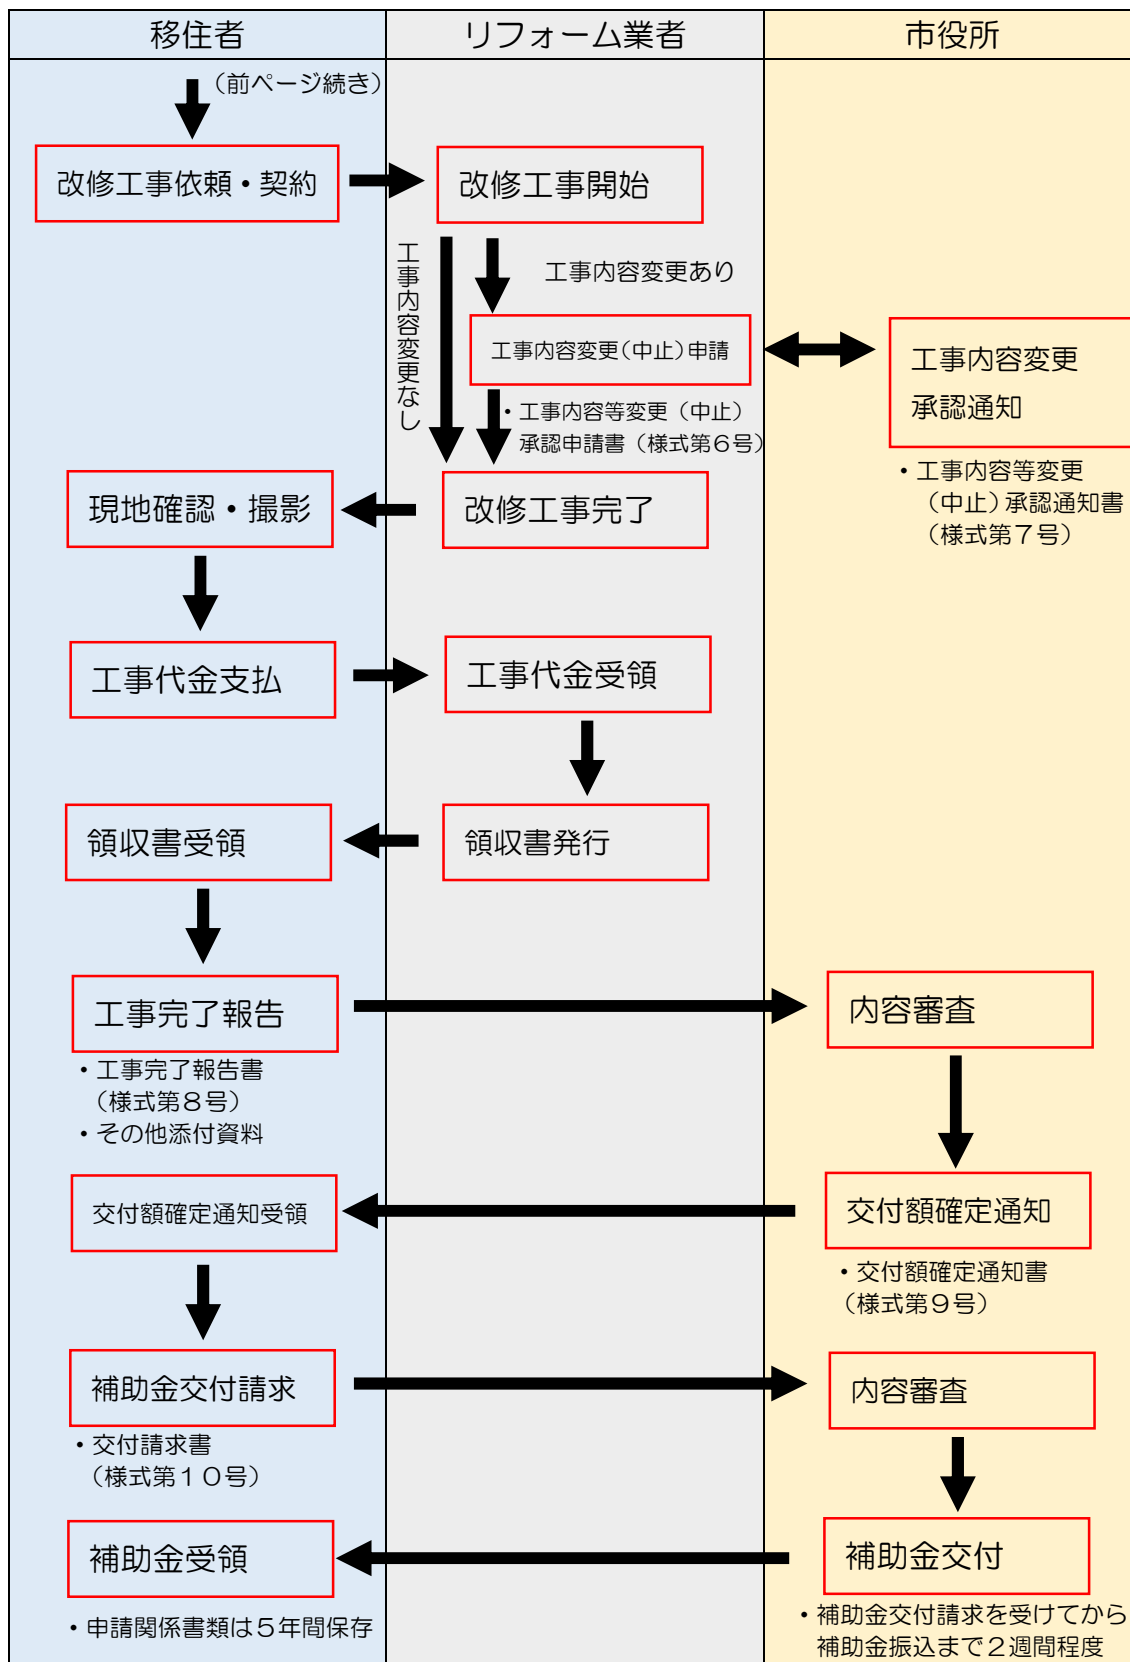 移住者
リフォーム業者
市役所
（前ページ続き）
改修工事依頼・契約
改修工事開始
工事内容変更なし
工事内容変更あり
工事内容変更（中止）申請
・工事内容等変更（中止）
承認申請書（様式第６号）
工事内容変更
承認通知
・工事内容等変更
（中止）承認通知書
（様式第７号）
現地確認・撮影
改修工事完了
工事代金支払
工事代金受領
領収書受領
領収書発行
工事完了報告
内容審査
・工事完了報告書
（様式第８号）
・その他添付資料
交付額確定通知受領
交付額確定通知
・交付額確定通知書
（様式第９号）
補助金交付請求
内容審査
・交付請求書
（様式第１０号）
補助金受領
補助金交付
・申請関係書類は５年間保存
・補助金交付請求を受けてから
補助金振込まで２週間程度